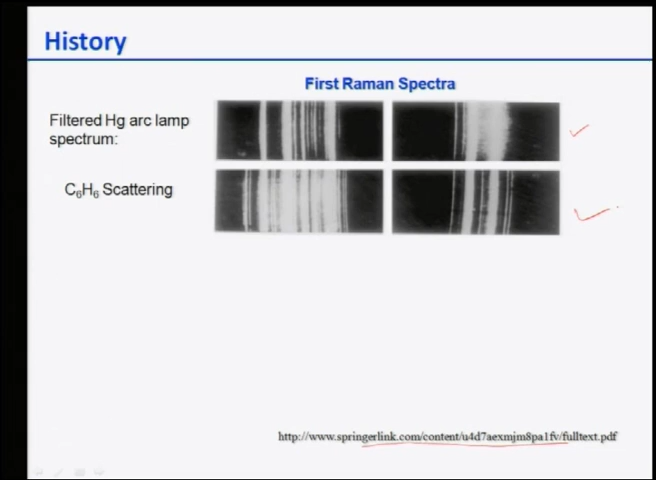 History
First Raman Spectra
Filtered Hg arc lamp
spectrum:
C₆H₆ Scattering
http://www.springerlink.com/content/u4d7aexmjm8pa1fv/fulltext.pdf